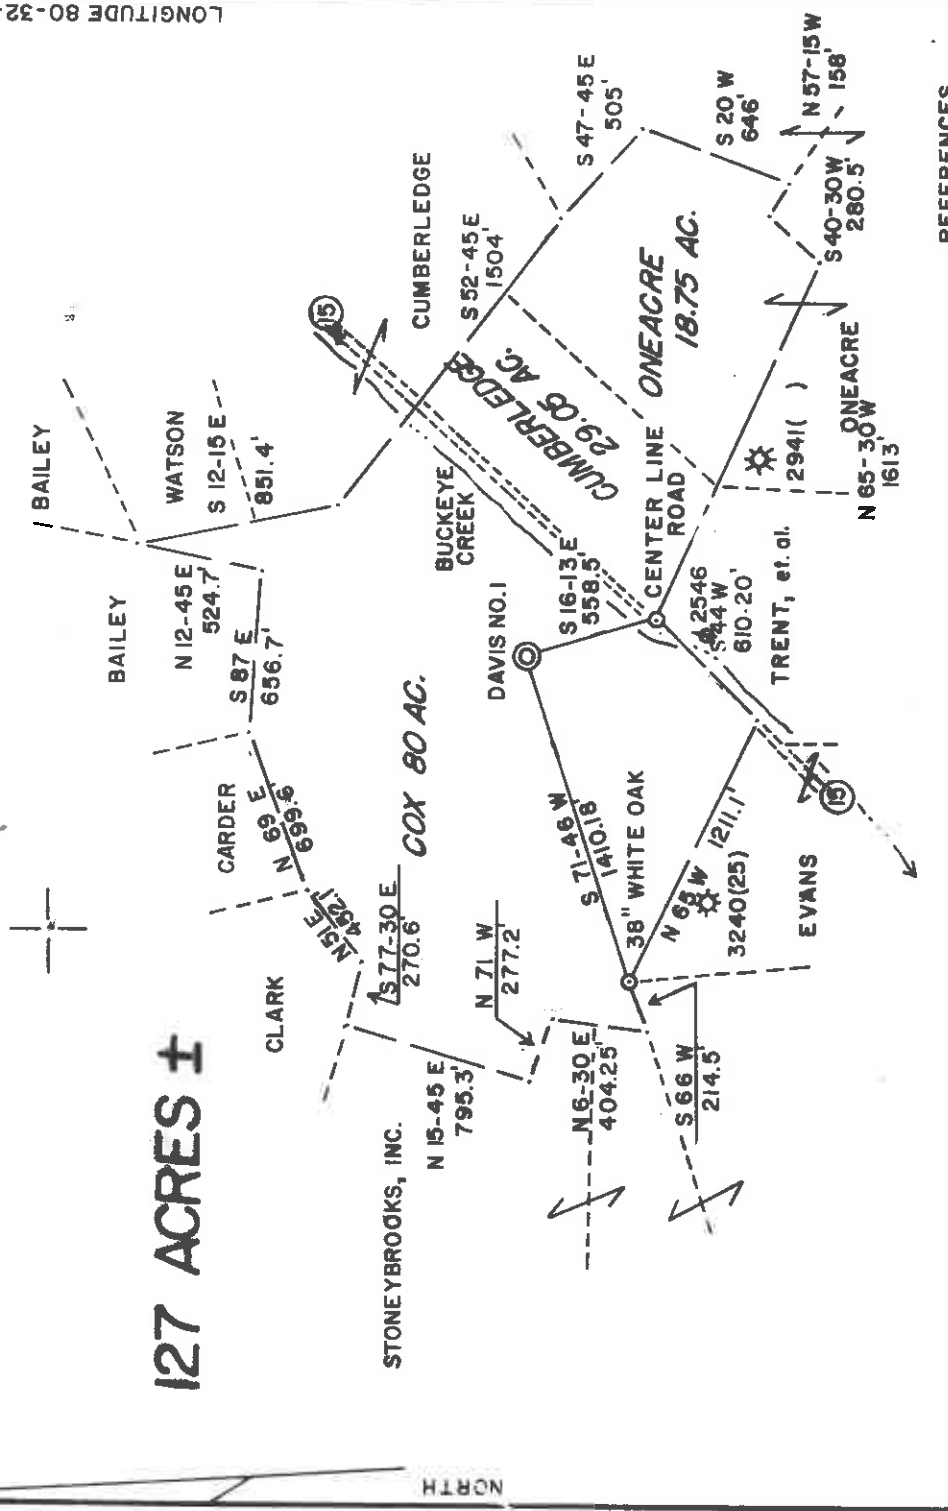 LONGITUDE 80-32-
127 ACRES ±
BAILEY
BAILEY
WATSON
S 12-15 E
851.4'
N 12-45 E
524.7'
S 87 E
656.7'
CARDER
N 69 E
699.6'
CLARK
N 51 E
452.1'
S 77-30 E
270.6'
COX 80 AC.
STONEYBROOKS, INC.
N 15-45 E
795.3'
N 71 W
277.2'
N 6-30 E
404.25'
S 66 W
214.5'
38" WHITE OAK
S 71-46 W
1410.18'
DAVIS NO.1
BUCKEYE
CREEK
15
CUMBERLEDGE
S 52-45 E
1504'
S 47-45 E
505'
S 20 W
646'
N 57-15 W
158'
S 40-30 W
280.5'
CUMBERLEDGE
29.05 AC.
ONEACRE
18.75 AC.
S 16-13 E
558.5'
CENTER LINE
ROAD
2941( )
ONEACRE
N 65-30 W
1613'
2546
S 44 W
610.20'
TRENT, et. al.
N 65 W 1211.1'
3240(25)
EVANS
15
NORTH
REFERENCES